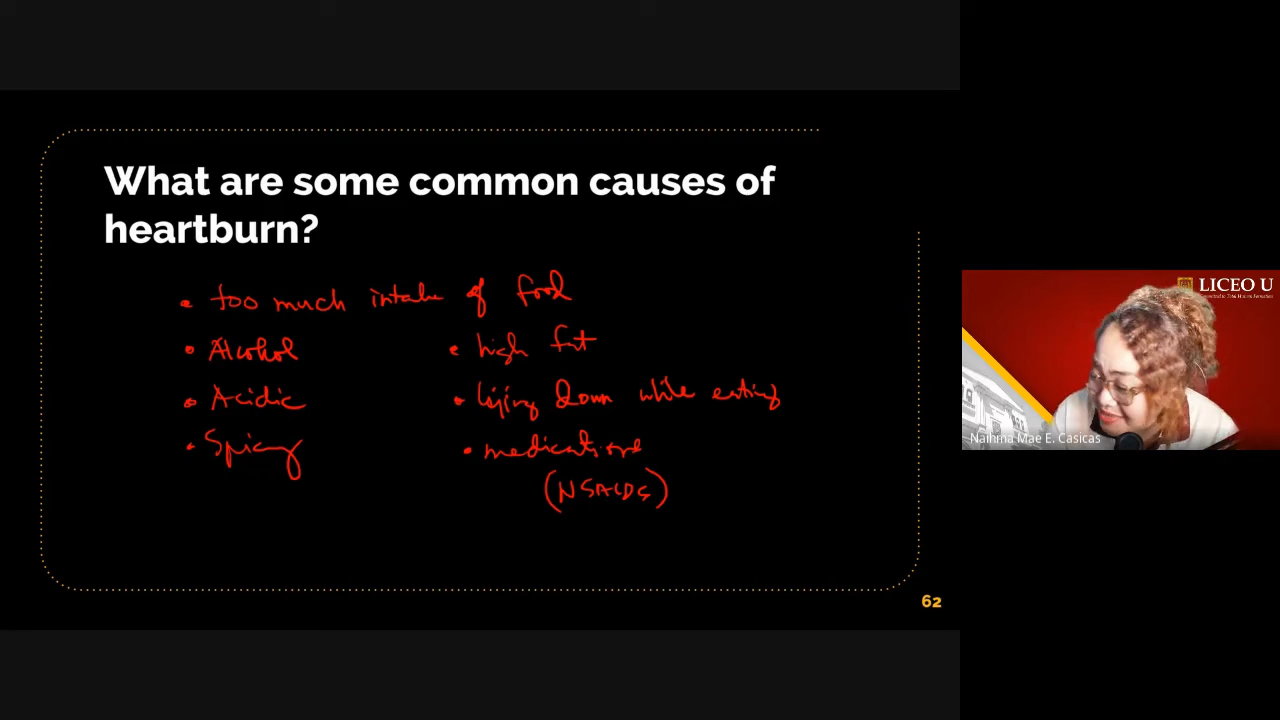 What are some common causes of
heartburn?
• too much intake of food
• Alcohol
• high fat
• Acidic
• lying down while eating
• Spicy
• medications
(NSAIDS)
62
LICEO U
Naihma Mae E. Casicas